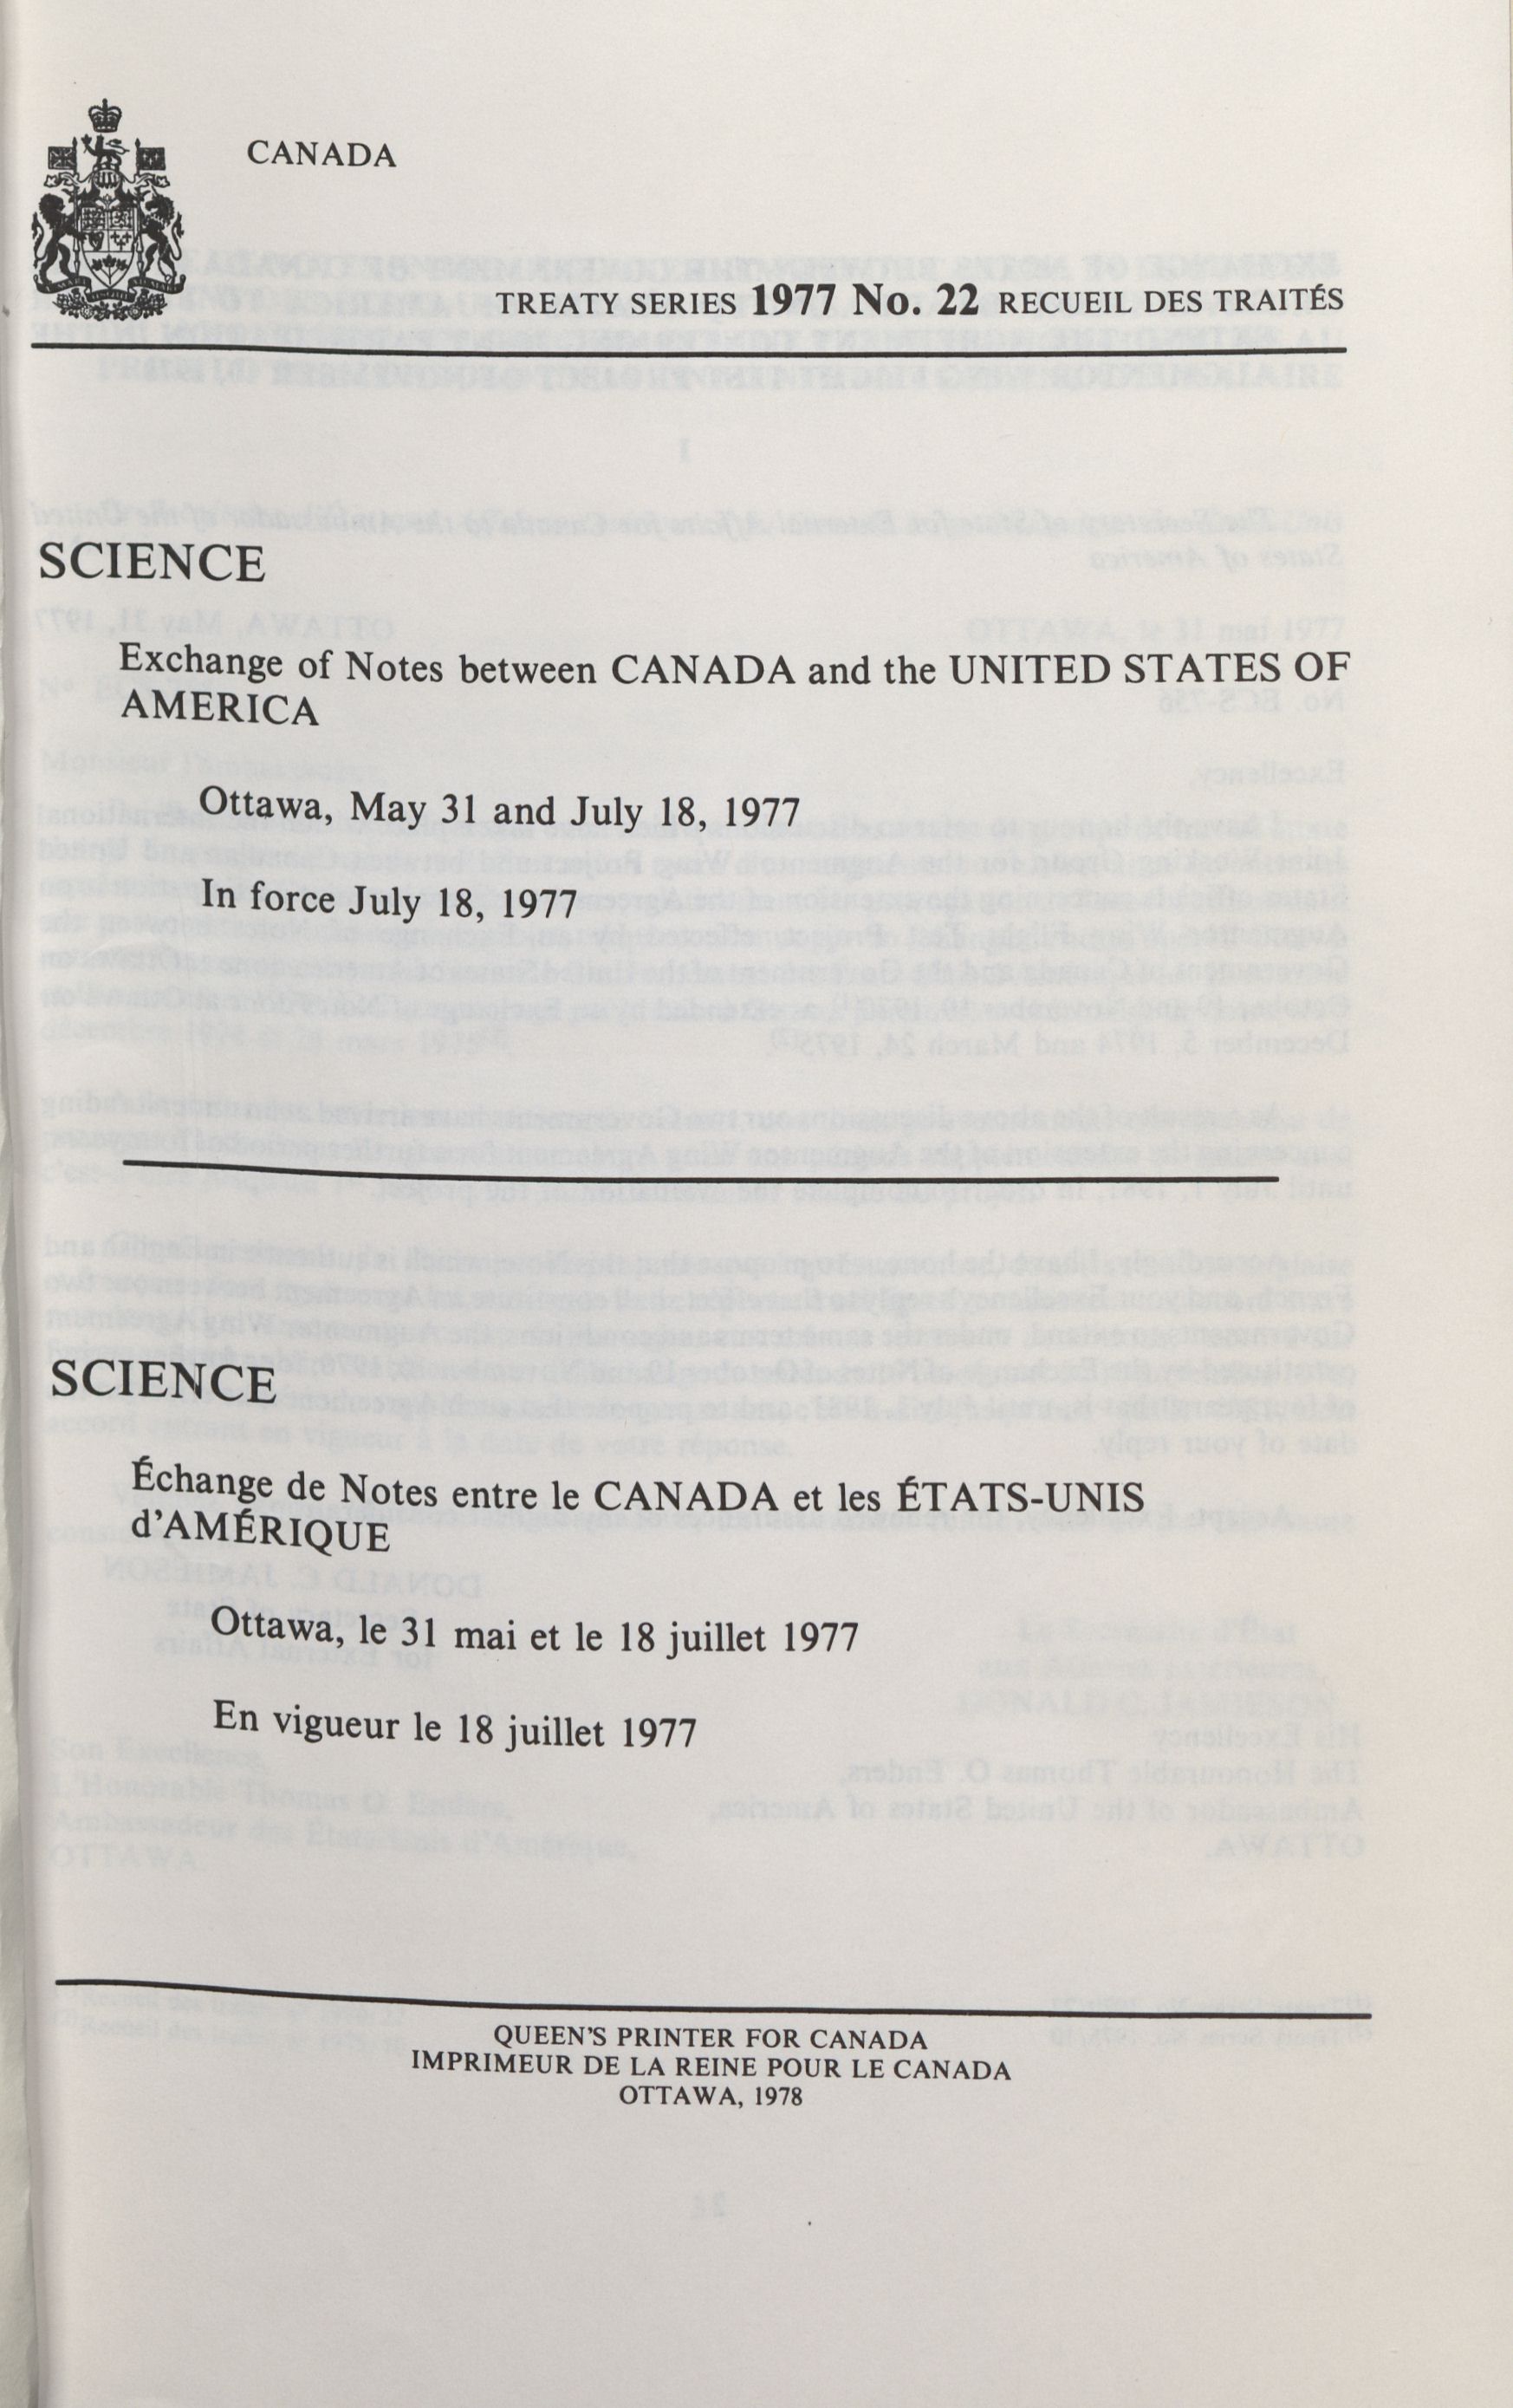 CANADA
TREATY SERIES 1977 No. 22 RECUEIL DES TRAITÉS
SCIENCE
Exchange of Notes between CANADA and the UNITED STATES OF
AMERICA
Ottawa, May 31 and July 18, 1977
In force July 18, 1977
SCIENCE
Échange de Notes entre le CANADA et les ÉTATS-UNIS
d'AMÉRIQUE
Ottawa, le 31 mai et le 18 juillet 1977
En vigueur le 18 juillet 1977
QUEEN'S PRINTER FOR CANADA
IMPRIMEUR DE LA REINE POUR LE CANADA
OTTAWA, 1978